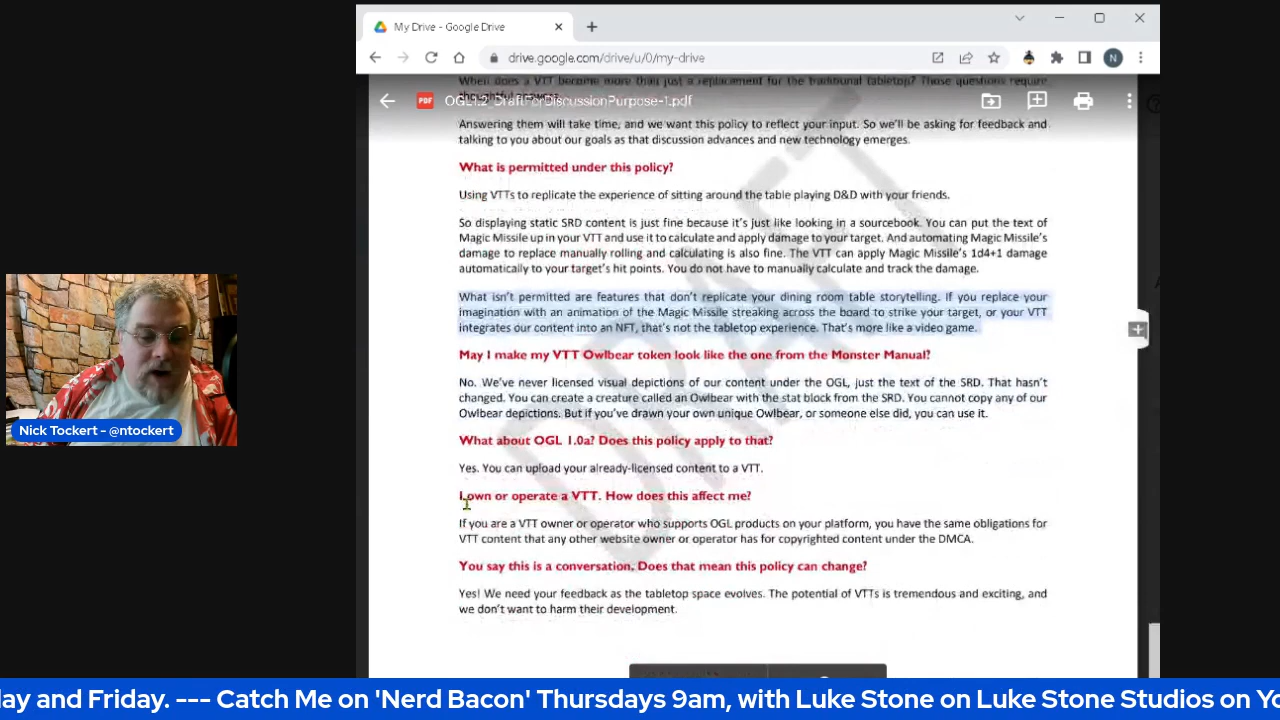 My Drive - Google Drive
drive.google.com/drive/u/0/my-drive
N
When does a VTT become more than just a replacement for the traditional tabletop? Those questions require
thoughtful answers.
PDF OGL1.2_DraftForDiscussionPurpose-1.pdf
Answering them will take time, and we want this policy to reflect your input. So we'll be asking for feedback and
talking to you about our goals as that discussion advances and new technology emerges.
What is permitted under this policy?
Using VTTs to replicate the experience of sitting around the table playing D&D with your friends.
So displaying static SRD content is just fine because it's just like looking in a sourcebook. You can put the text of
Magic Missile up in your VTT and use it to calculate and apply damage to your target. And automating Magic Missile's
damage to replace manually rolling and calculating is also fine. The VTT can apply Magic Missile's 1d4+1 damage
automatically to your target's hit points. You do not have to manually calculate and track the damage.
What isn't permitted are features that don't replicate your dining room table storytelling. If you replace your
imagination with an animation of the Magic Missile streaking across the board to strike your target, or your VTT
integrates our content into an NFT, that's not the tabletop experience. That's more like a video game.
May I make my VTT Owlbear token look like the one from the Monster Manual?
No. We've never licensed visual depictions of our content under the OGL, just the text of the SRD. That hasn't
changed. You can create a creature called an Owlbear with the stat block from the SRD. You cannot copy any of our
Owlbear depictions. But if you've drawn your own unique Owlbear, or someone else did, you can use it.
What about OGL 1.0a? Does this policy apply to that?
Yes. You can upload your already-licensed content to a VTT.
I own or operate a VTT. How does this affect me?
If you are a VTT owner or operator who supports OGL products on your platform, you have the same obligations for
VTT content that any other website owner or operator has for copyrighted content under the DMCA.
You say this is a conversation. Does that mean this policy can change?
Yes! We need your feedback as the tabletop space evolves. The potential of VTTs is tremendous and exciting, and
we don't want to harm their development.
DRAFT
Nick Tockert - @ntockert
lay and Friday. --- Catch Me on 'Nerd Bacon' Thursdays 9am, with Luke Stone on Luke Stone Studios on Yo